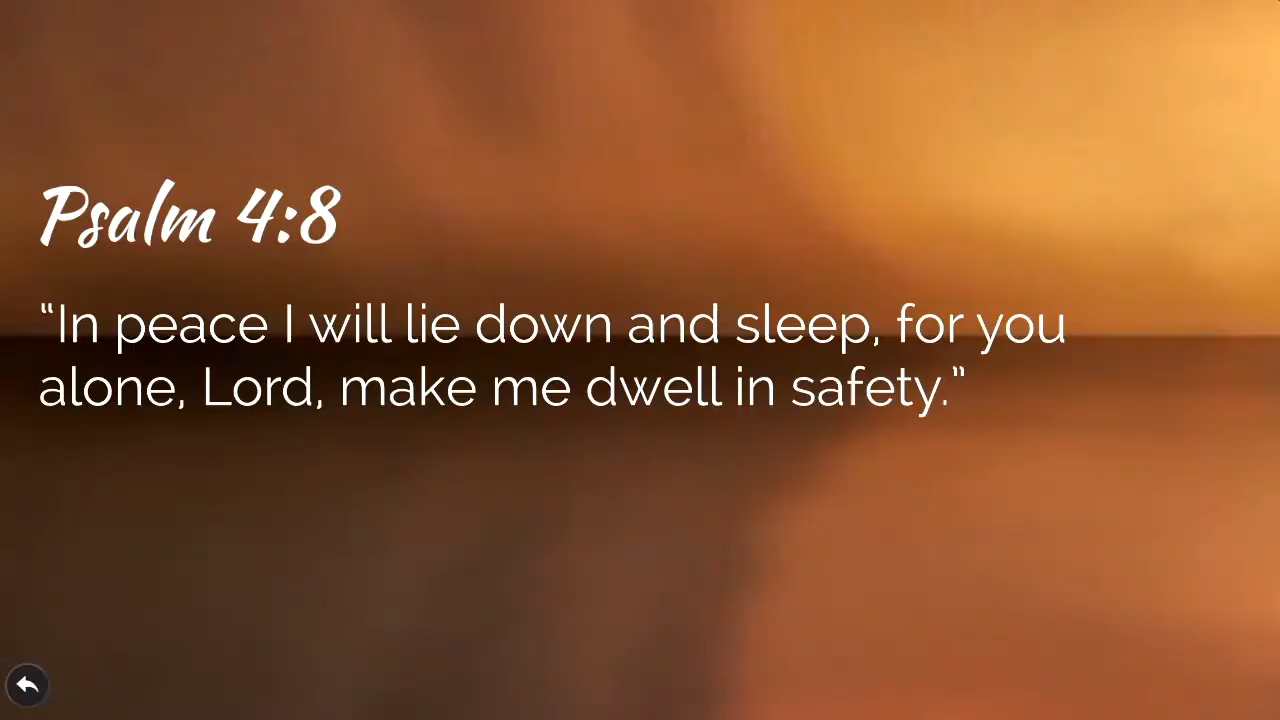 Psalm 4:8
“In peace I will lie down and sleep, for you
alone, Lord, make me dwell in safety.”